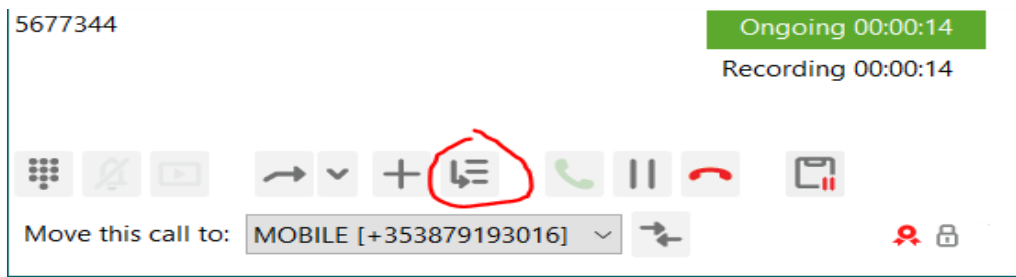 5677344
Ongoing 00:00:14
Recording 00:00:14
Move this call to: MOBILE [+353879193016]